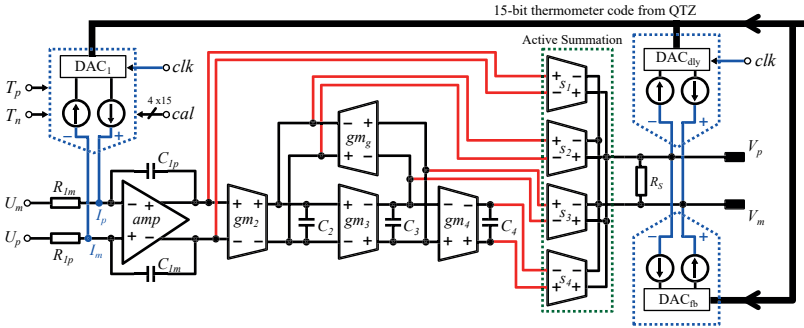 15-bit thermometer code from QTZ
Active Summation
DAC1
clk
Tp
Tn
4 x15
cal
− +
C1p
Um
R1m
Ip
Up
R1p
Im
amp
− +
+ −
C1m
gm2
+ +
− −
gmg
− +
+ −
C2
gm3
+ −
− +
C3
gm4
+ −
− +
C4
s1
+ −
− +
s2
+ −
− +
s3
+ −
− +
s4
− −
+ +
DACdly
clk
− +
RS
Vp
Vm
− +
DACfb